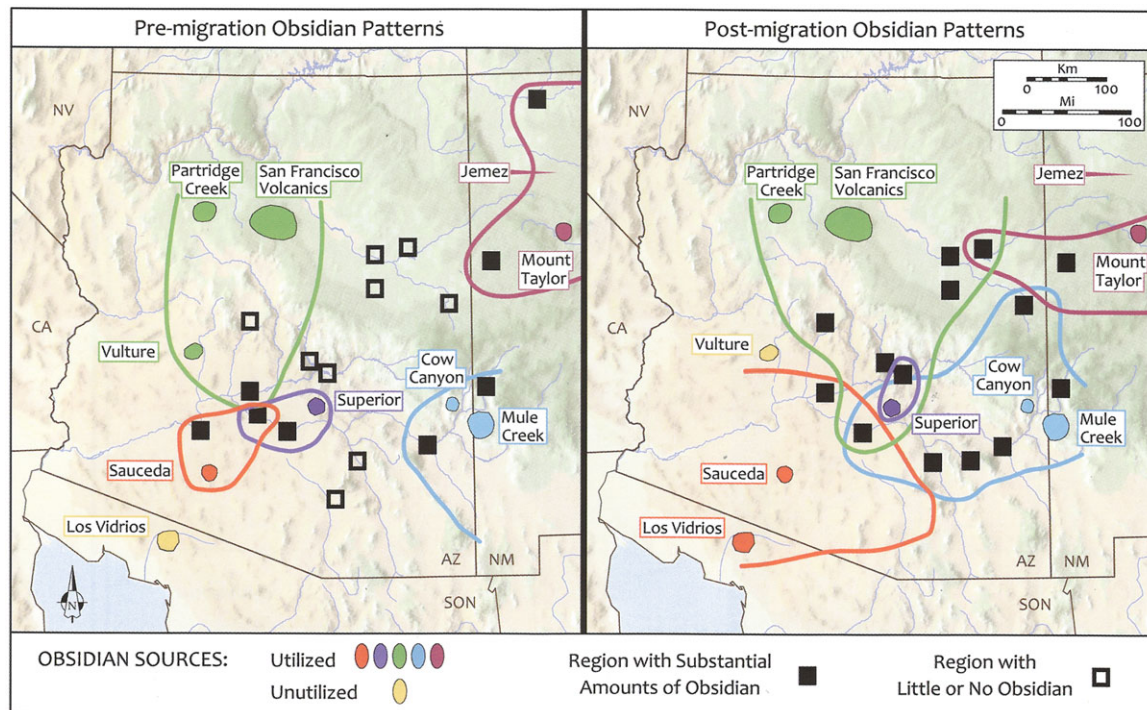 Pre-migration Obsidian Patterns
NV
Partridge
Creek
San Francisco
Volcanics
Jemez
Mount
Taylor
CA
Vulture
Cow
Canyon
Superior
Mule
Creek
Sauceda
Los Vidrios
AZ
NM
SON
N
Post-migration Obsidian Patterns
Km
0 100
Mi
0 100
NV
Partridge
Creek
San Francisco
Volcanics
Jemez
Mount
Taylor
CA
Vulture
Cow
Canyon
Superior
Mule
Creek
Sauceda
Los Vidrios
AZ
NM
SON
OBSIDIAN SOURCES:
Utilized
Unutilized
Region with Substantial
Amounts of Obsidian
Region with
Little or No Obsidian